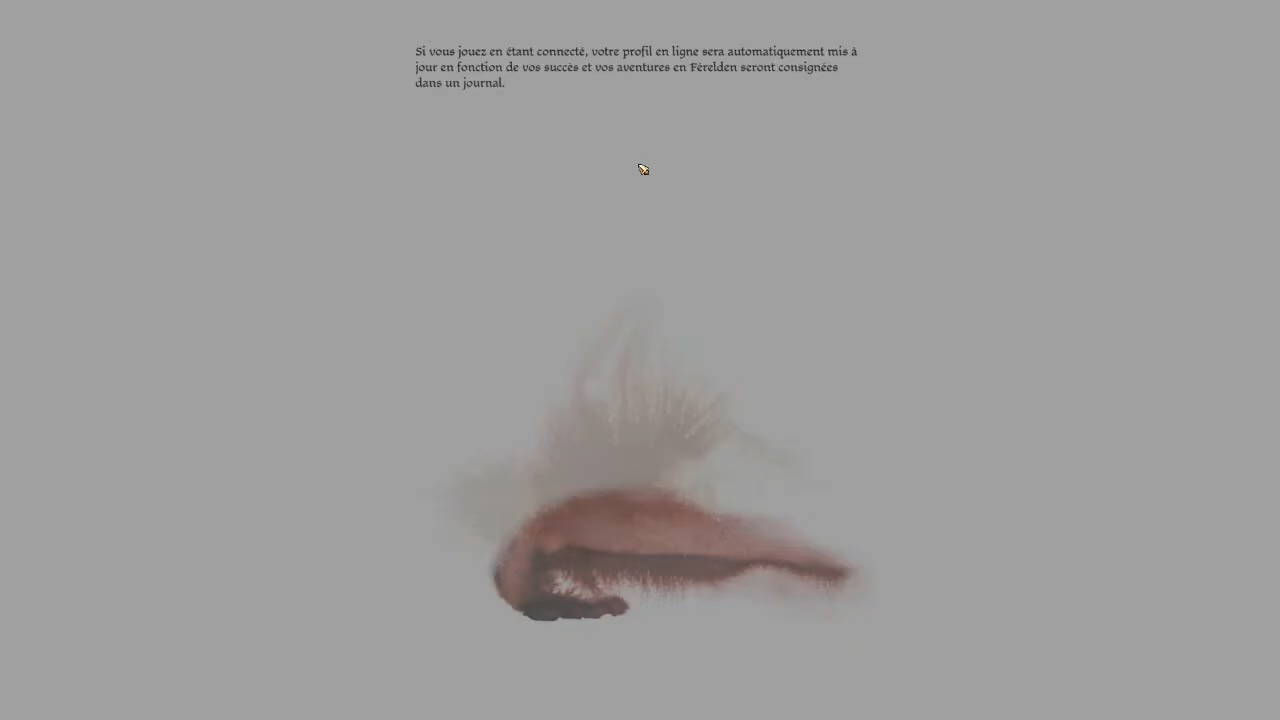 Si vous jouez en étant connecté, votre profil en ligne sera automatiquement mis à
jour en fonction de vos succès et vos aventures en Férelden seront consignées
dans un journal.